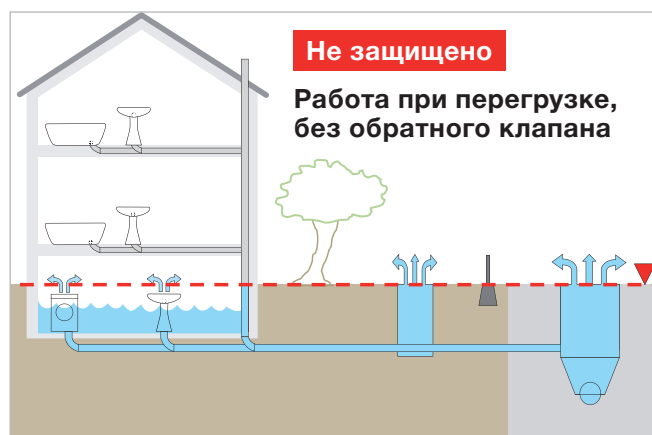 Не защищено
Работа при перегрузке,
без обратного клапана